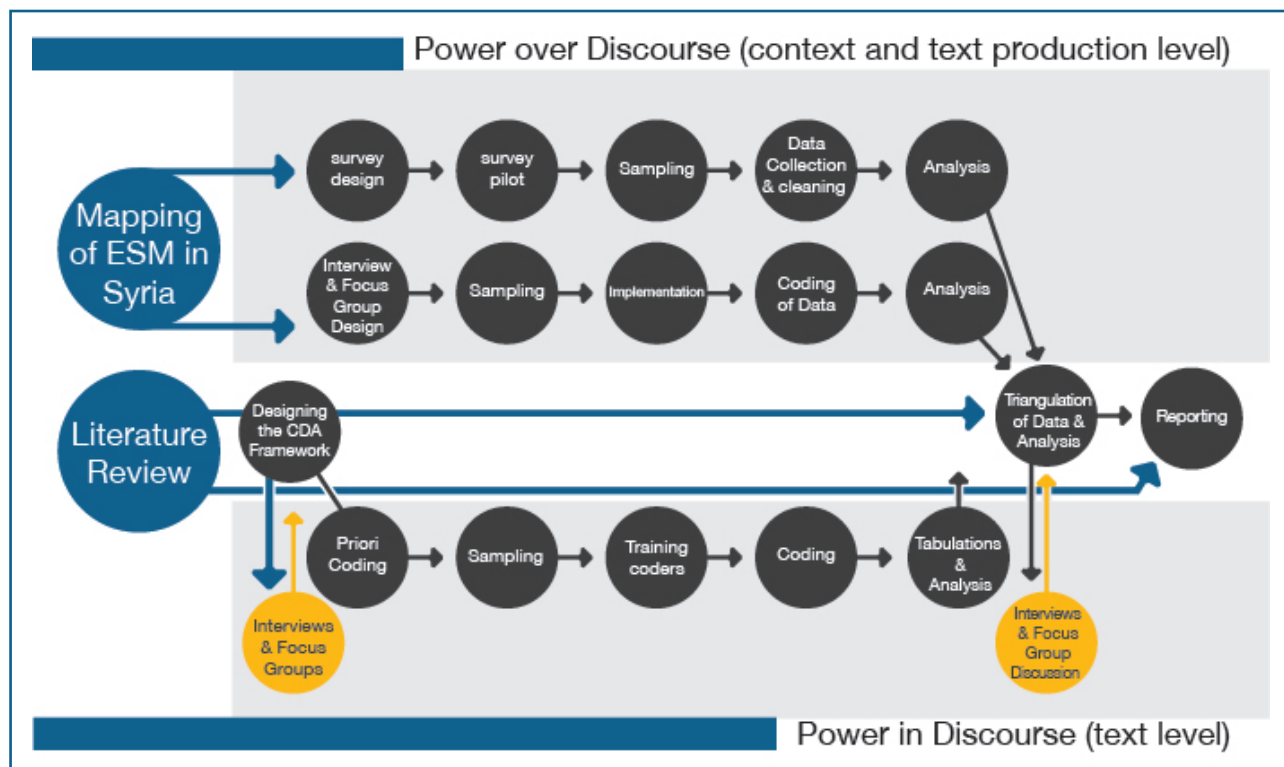 Power over Discourse (context and text production level)
survey
design
survey
pilot
Sampling
Data
Collection
& cleaning
Analysis
Mapping
of ESM in
Syria
Interview
& Focus
Group
Design
Sampling
Implementation
Coding
of Data
Analysis
Literature
Review
Designing
the CDA
Framework
Triangulation
of Data &
Analysis
Reporting
Priori
Coding
Sampling
Training
coders
Coding
Tabulations
&
Analysis
Interviews
& Focus
Groups
Interviews
& Focus
Group
Discussion
Power in Discourse (text level)